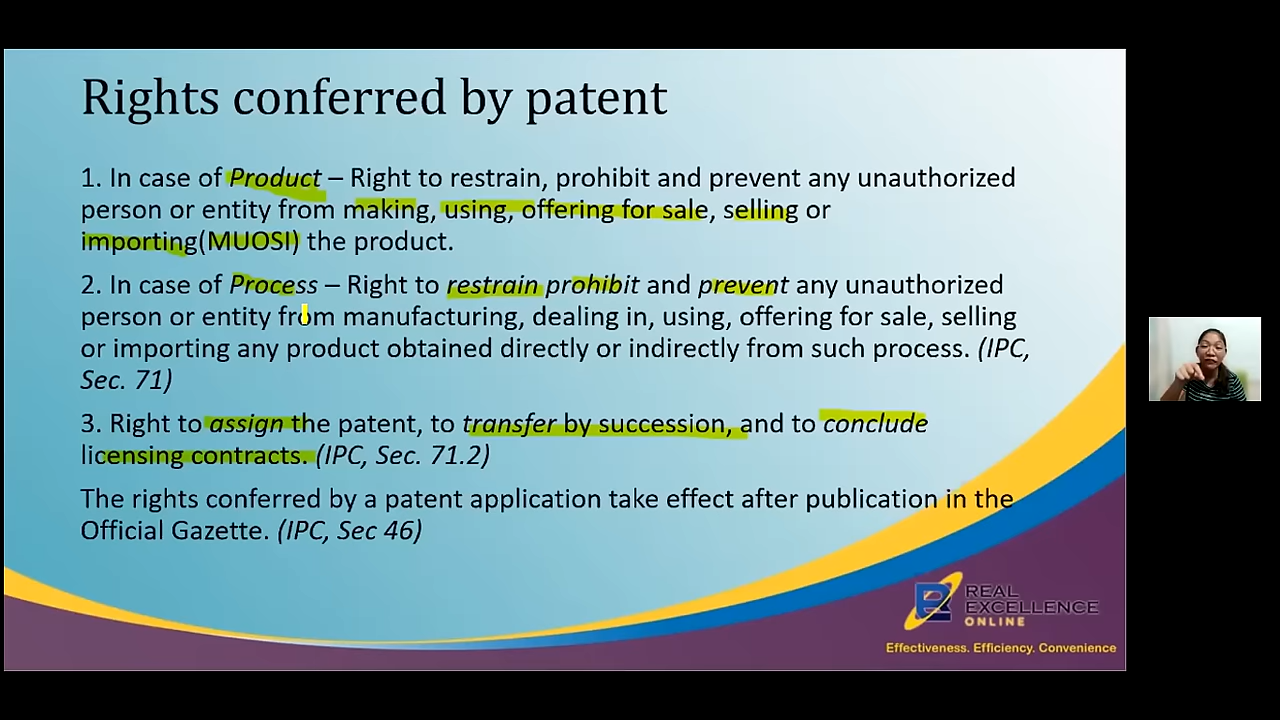 Rights conferred by patent
1. In case of Product – Right to restrain, prohibit and prevent any unauthorized
person or entity from making, using, offering for sale, selling or
importing(MUOSI) the product.
2. In case of Process – Right to restrain prohibit and prevent any unauthorized
person or entity from manufacturing, dealing in, using, offering for sale, selling
or importing any product obtained directly or indirectly from such process. (IPC,
Sec. 71)
3. Right to assign the patent, to transfer by succession, and to conclude
licensing contracts. (IPC, Sec. 71.2)
The rights conferred by a patent application take effect after publication in the
Official Gazette. (IPC, Sec 46)
REAL
EXCELLENCE
ONLINE
Effectiveness. Efficiency. Convenience